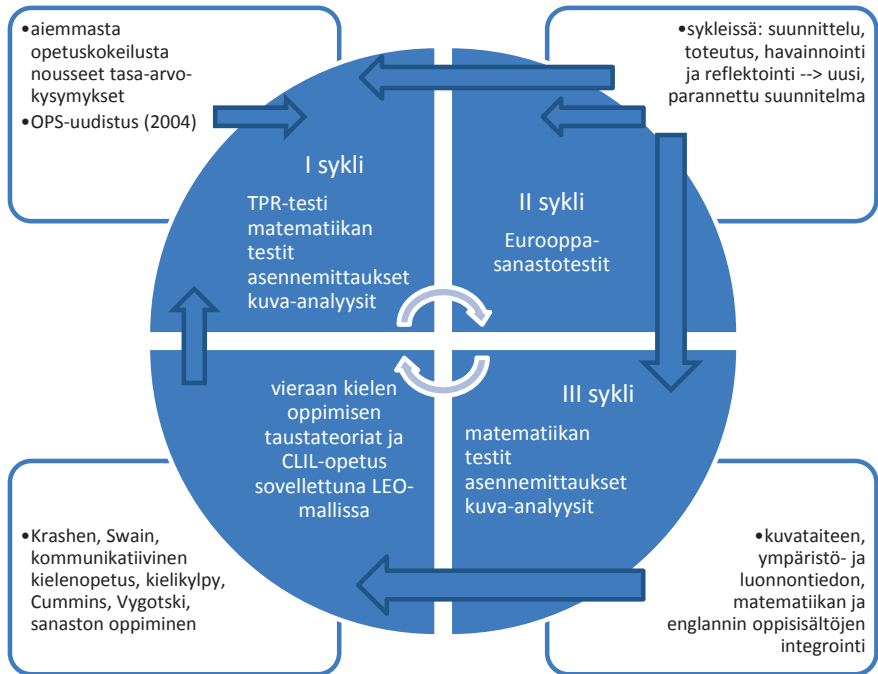 •aiemmasta
opetuskokeilusta
nousseet tasa-arvo-
kysymykset
•OPS-uudistus (2004)
•sykleissä: suunnittelu,
toteutus, havainnointi
ja reflektointi --> uusi,
parannettu suunnitelma
I sykli
TPR-testi
matematiikan
testit
asennemittaukset
kuva-analyysit
II sykli
Eurooppa-
sanastotestit
vieraan kielen
oppimisen
taustateoriat ja
CLIL-opetus
sovellettuna LEO-
mallissa
III sykli
matematiikan
testit
asennemittaukset
kuva-analyysit
•Krashen, Swain,
kommunikatiivinen
kielenopetus, kielikylpy,
Cummins, Vygotski,
sanaston oppiminen
•kuvataiteen,
ympäristö- ja
luonnontiedon,
matematiikan ja
englannin oppisisältöjen
integrointi